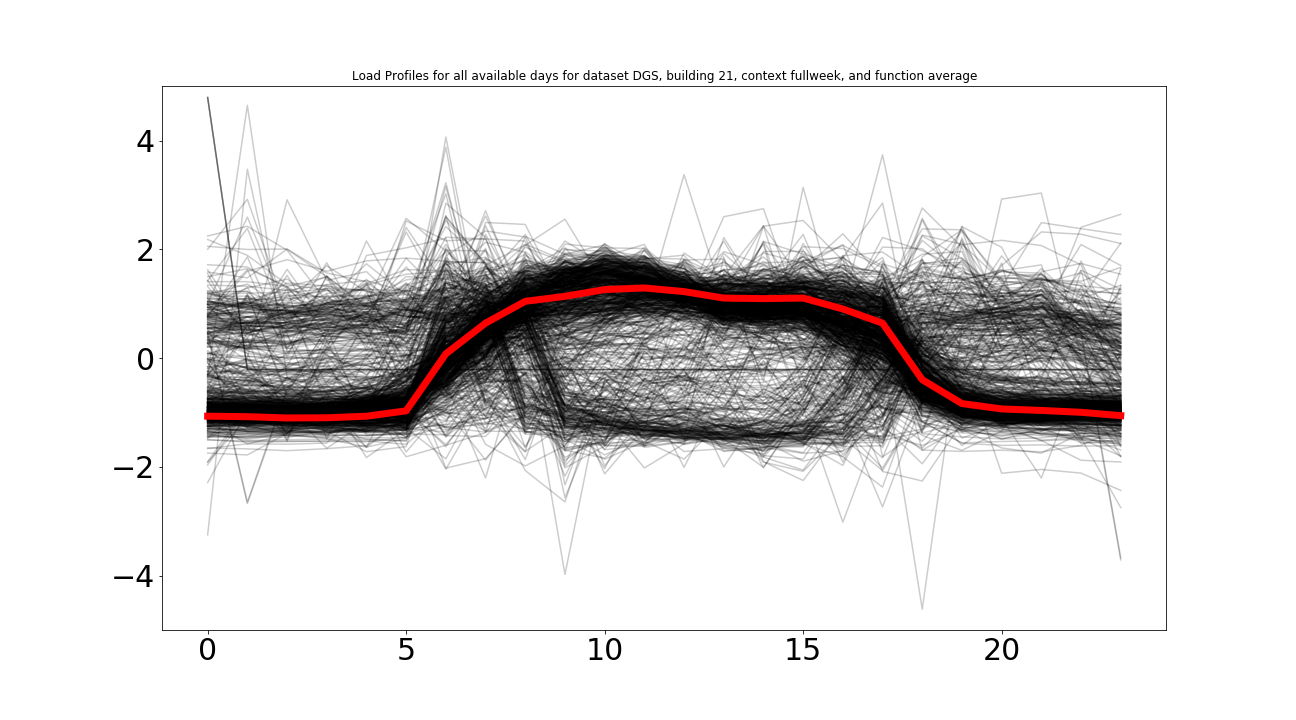 Load Profiles for all available days for dataset DGS, building 21, context fullweek, and function average
4
2
0
−2
−4
0 5 10 15 20